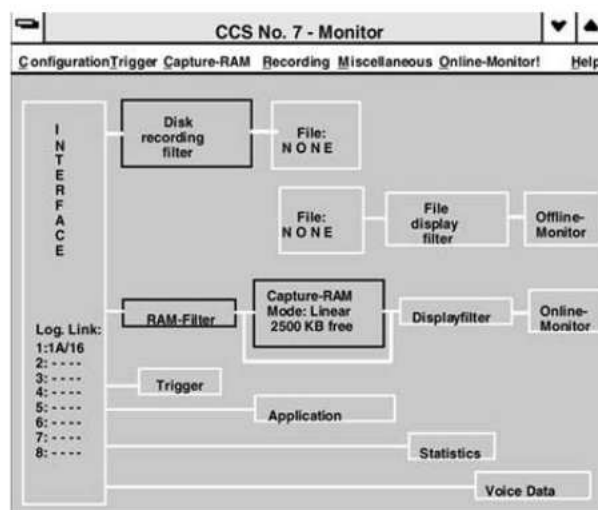 CCS No. 7 - Monitor
ConfigurationTrigger Capture-RAM Recording Miscellaneous Online-Monitor! Help
INTERFACE
Disk
recording
filter
File:
N O N E
File:
N O N E
File
display
filter
Offline-
Monitor
RAM-Filter
Capture-RAM
Mode: Linear
2500 KB free
Displayfilter
Online-
Monitor
Log. Link:
1:1A/16
2: - - - -
3: - - - -
4: - - - -
5: - - - -
6: - - - -
7: - - - -
8: - - - -
Trigger
Application
Statistics
Voice Data